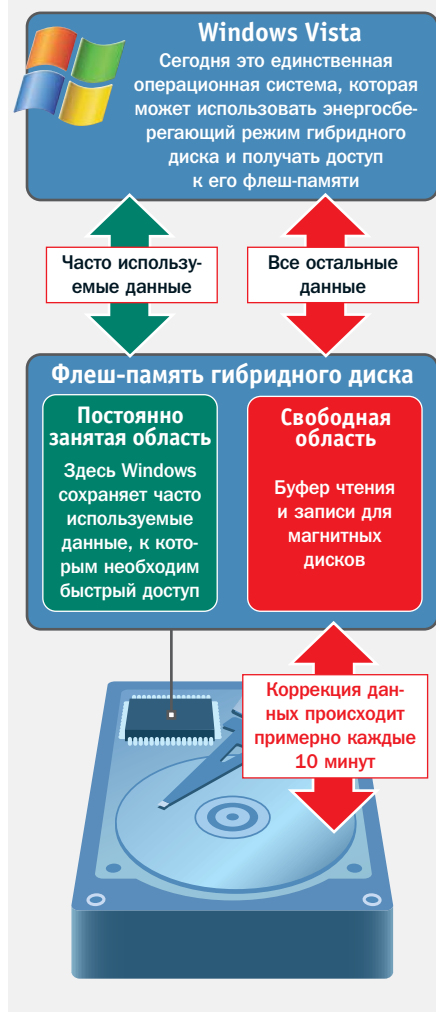 Windows Vista
Сегодня это единственная
операционная система, которая
может использовать энергосбе-
регающий режим гибридного
диска и получать доступ
к его флеш-памяти
Часто использу-
емые данные
Все остальные
данные
Флеш-память гибридного диска
Постоянно
занятая область
Здесь Windows
сохраняет часто
используемые
данные, к кото-
рым необходим
быстрый доступ
Свободная
область
Буфер чтения
и записи для
магнитных
дисков
Коррекция дан-
ных происходит
примерно каждые
10 минут